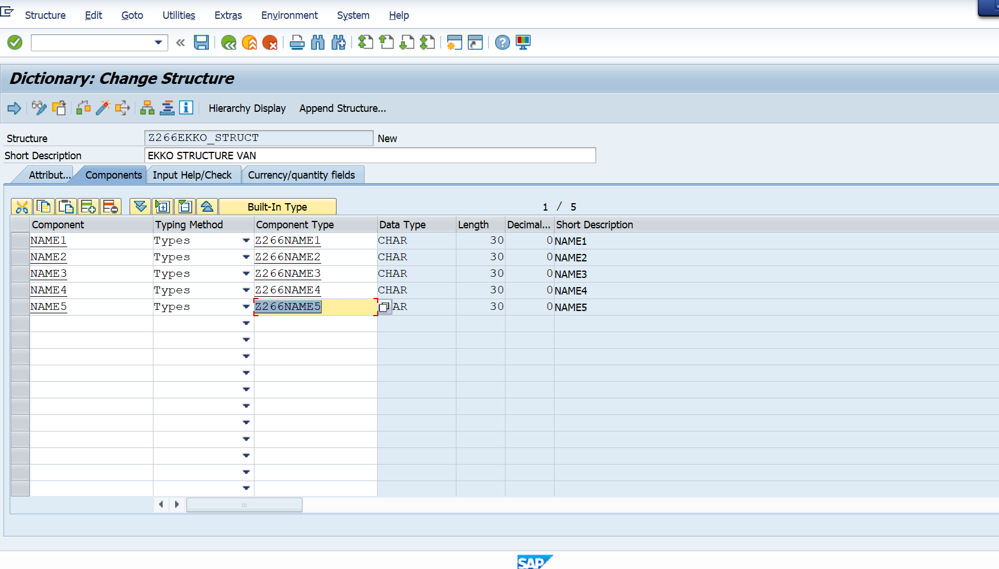 Structure Edit Goto Utilities Extras Environment System Help
Dictionary: Change Structure
Hierarchy Display Append Structure...
Structure Z266EKKO_STRUCT New
Short Description EKKO STRUCTURE VAN
Attribut... Components Input Help/Check Currency/quantity fields
Built-In Type 1 / 5
Component Typing Method Component Type Data Type Length Decimal... Short Description
NAME1 Types Z266NAME1 CHAR 30 0 NAME1
NAME2 Types Z266NAME2 CHAR 30 0 NAME2
NAME3 Types Z266NAME3 CHAR 30 0 NAME3
NAME4 Types Z266NAME4 CHAR 30 0 NAME4
NAME5 Types Z266NAME5 AR 30 0 NAME5
SAP